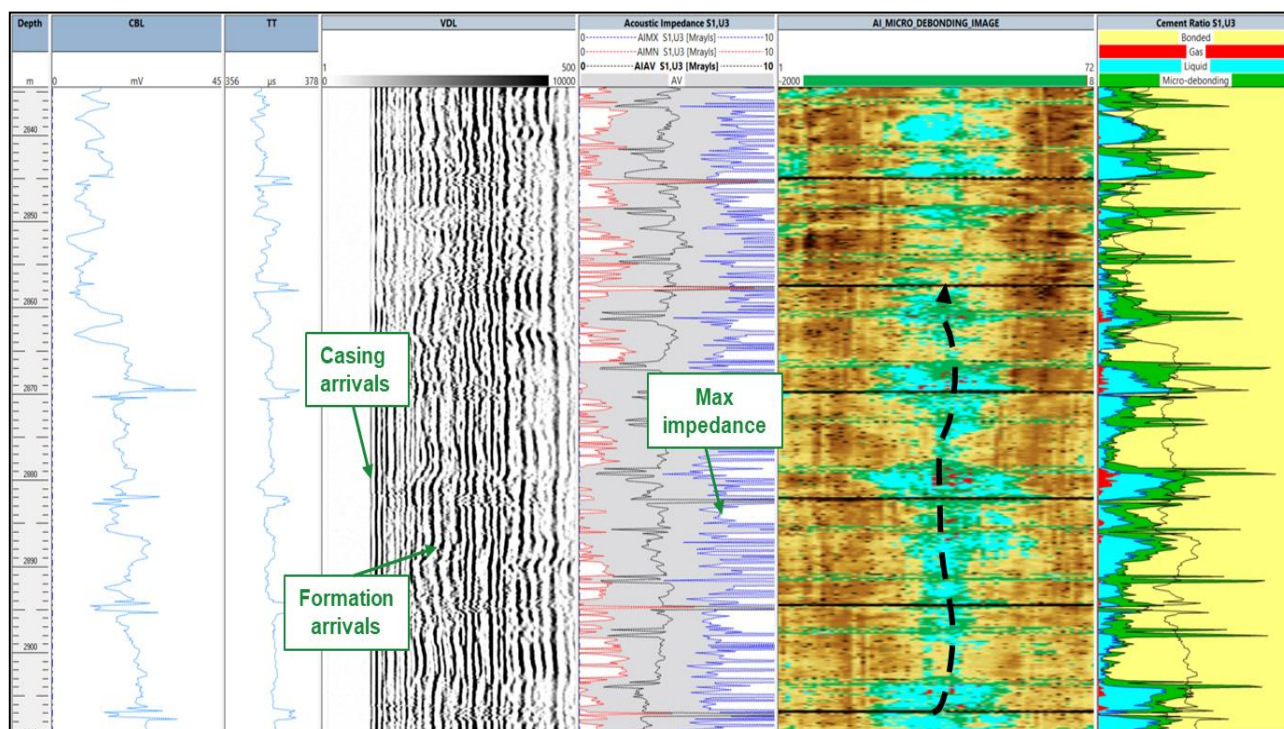 Depth
CBL
TT
VDL
Acoustic Impedance S1,U3
AI_MICRO_DEBONDING_IMAGE
Cement Ratio S1,U3
m
0 mV 45
356 µs 378
1 500
0 10000
0 AIMX S1,U3 [Mrayls] 10
0 AIMN S1,U3 [Mrayls] 10
0 AIAV S1,U3 [Mrayls] 10
AV
1 72
-2000 8
Bonded
Gas
Liquid
Micro-debonding
2840
2850
2860
2870
2880
2890
2900
Casing
arrivals
Formation
arrivals
Max
impedance